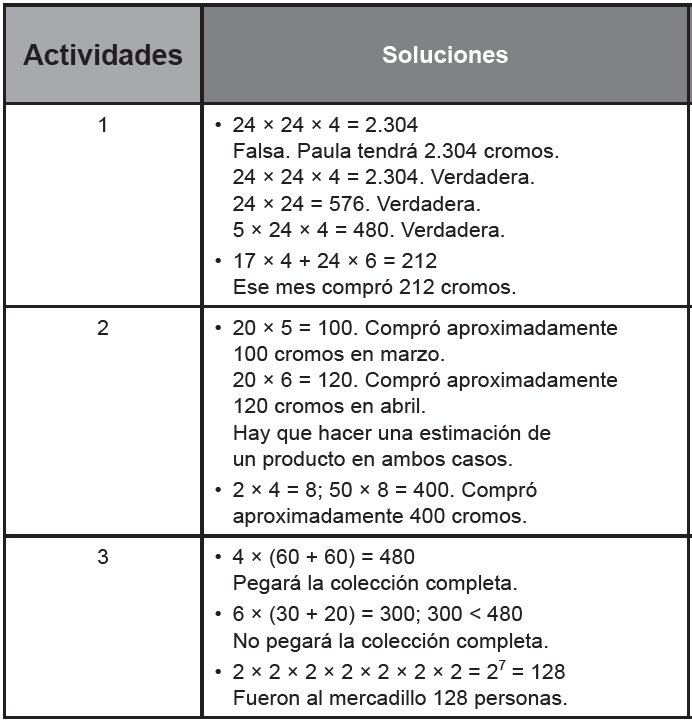 Actividades
Soluciones
1
• 24 × 24 × 4 = 2.304
Falsa. Paula tendrá 2.304 cromos.
24 × 24 × 4 = 2.304. Verdadera.
24 × 24 = 576. Verdadera.
5 × 24 × 4 = 480. Verdadera.
• 17 × 4 + 24 × 6 = 212
Ese mes compró 212 cromos.
2
• 20 × 5 = 100. Compró aproximadamente
100 cromos en marzo.
20 × 6 = 120. Compró aproximadamente
120 cromos en abril.
Hay que hacer una estimación de
un producto en ambos casos.
• 2 × 4 = 8; 50 × 8 = 400. Compró
aproximadamente 400 cromos.
3
• 4 × (60 + 60) = 480
Pegará la colección completa.
• 6 × (30 + 20) = 300; 300 < 480
No pegará la colección completa.
• 2 × 2 × 2 × 2 × 2 × 2 × 2 = 2⁷ = 128
Fueron al mercadillo 128 personas.